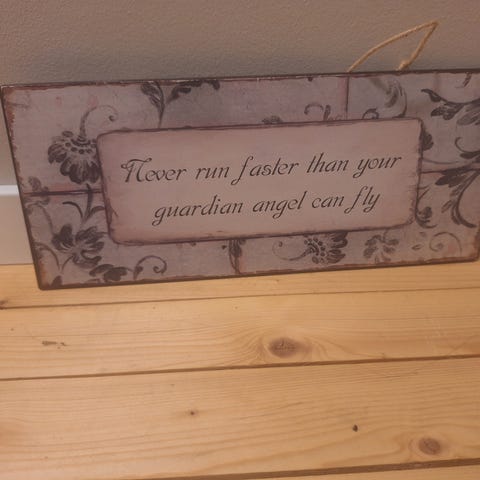 Never run faster than your
guardian angel can fly